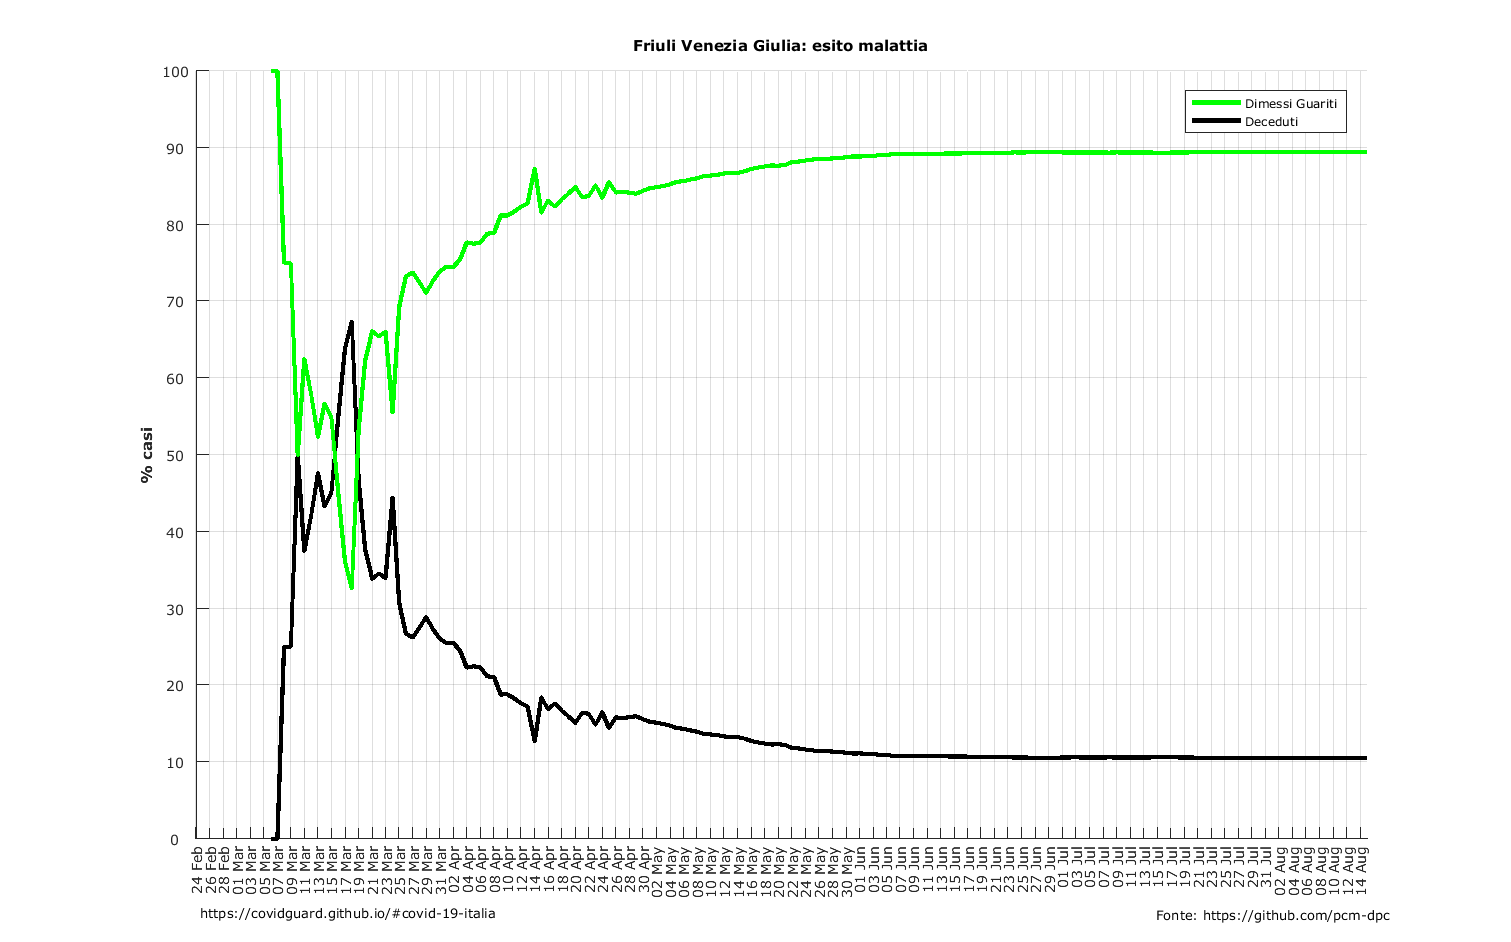 Friuli Venezia Giulia: esito malattia
Dimessi Guariti
Deceduti
% casi
100
90
80
70
60
50
40
30
20
10
0
24 Feb
26 Feb
28 Feb
01 Mar
03 Mar
05 Mar
07 Mar
09 Mar
11 Mar
13 Mar
15 Mar
17 Mar
19 Mar
21 Mar
23 Mar
25 Mar
27 Mar
29 Mar
31 Mar
02 Apr
04 Apr
06 Apr
08 Apr
10 Apr
12 Apr
14 Apr
16 Apr
18 Apr
20 Apr
22 Apr
24 Apr
26 Apr
28 Apr
30 Apr
02 May
04 May
06 May
08 May
10 May
12 May
14 May
16 May
18 May
20 May
22 May
24 May
26 May
28 May
30 May
01 Jun
03 Jun
05 Jun
07 Jun
09 Jun
11 Jun
13 Jun
15 Jun
17 Jun
19 Jun
21 Jun
23 Jun
25 Jun
27 Jun
29 Jun
01 Jul
03 Jul
05 Jul
07 Jul
09 Jul
11 Jul
13 Jul
15 Jul
17 Jul
19 Jul
21 Jul
23 Jul
25 Jul
27 Jul
29 Jul
31 Jul
02 Aug
04 Aug
06 Aug
08 Aug
10 Aug
12 Aug
14 Aug
https://covidguard.github.io/#covid-19-italia
Fonte: https://github.com/pcm-dpc